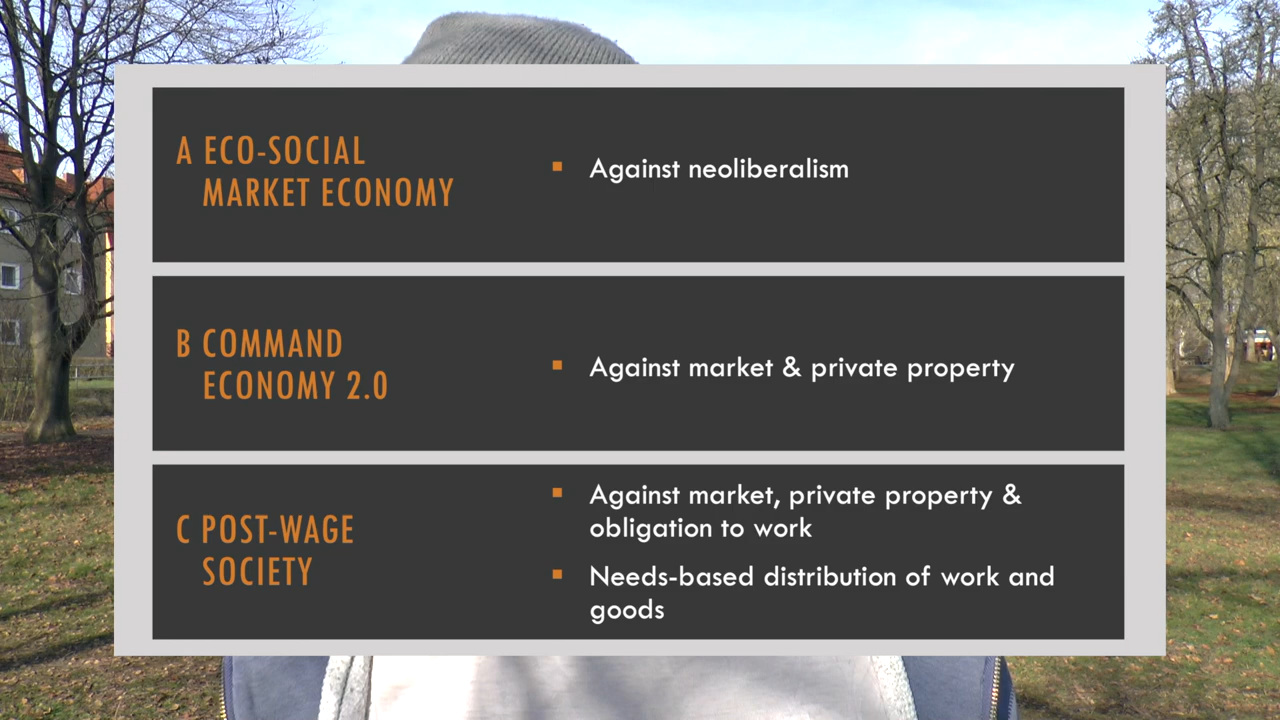 A ECO-SOCIAL
MARKET ECONOMY
Against neoliberalism
B COMMAND
ECONOMY 2.0
Against market & private property
C POST-WAGE
SOCIETY
Against market, private property &
obligation to work
Needs-based distribution of work and
goods